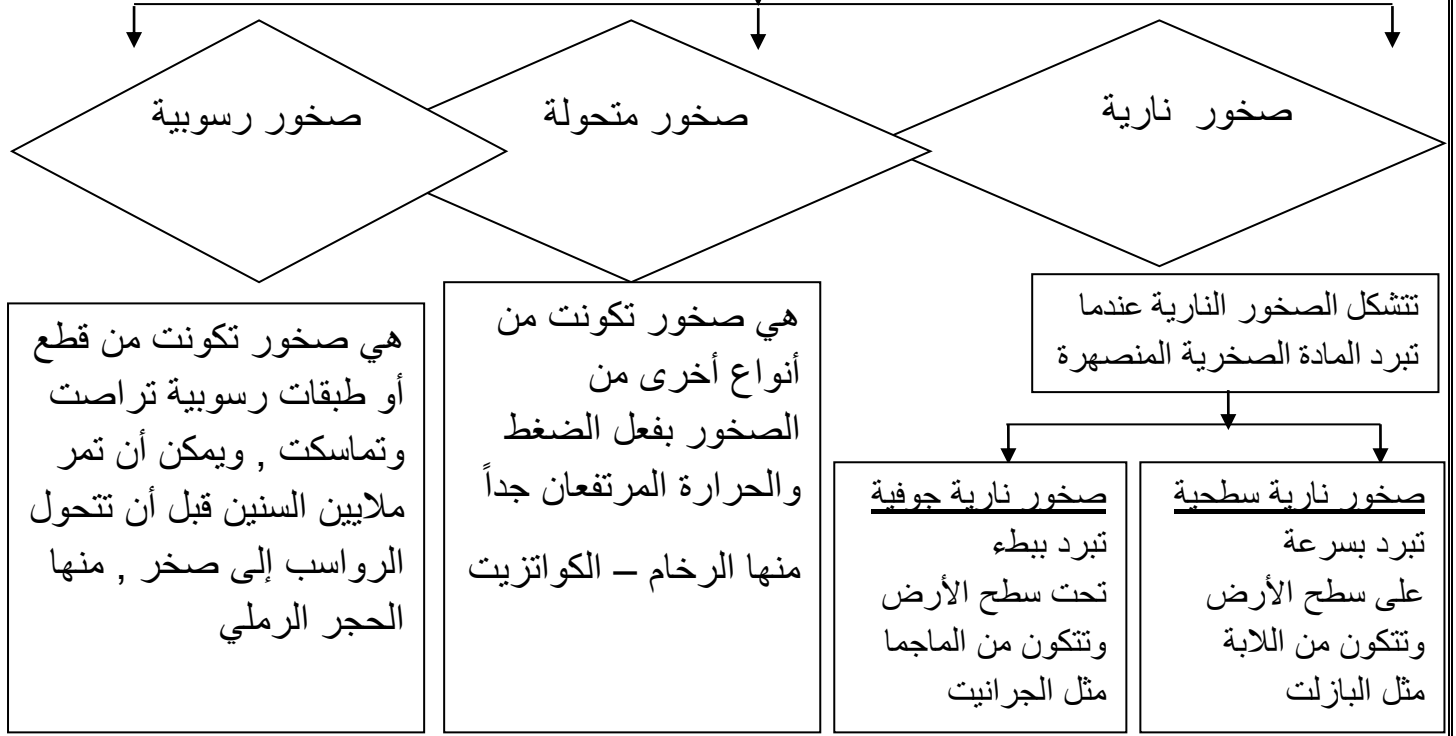 صخور نارية
صخور متحولة
صخور رسوبية
تتشكل الصخور النارية عندما
تبرد المادة الصخرية المنصهرة
صخور نارية سطحية
تبرد بسرعة
على سطح الأرض
وتتكون من اللابة
مثل البازلت
صخور نارية جوفية
تبرد ببطء
تحت سطح الأرض
وتتكون من الماجما
مثل الجرانيت
هي صخور تكونت من
أنواع أخرى من
الصخور بفعل الضغط
والحرارة المرتفعان جداً
منها الرخام – الكواتزيت
هي صخور تكونت من قطع
أو طبقات رسوبية تراصت
وتماسكت , ويمكن أن تمر
ملايين السنين قبل أن تتحول
الرواسب إلى صخر , منها
الحجر الرملي